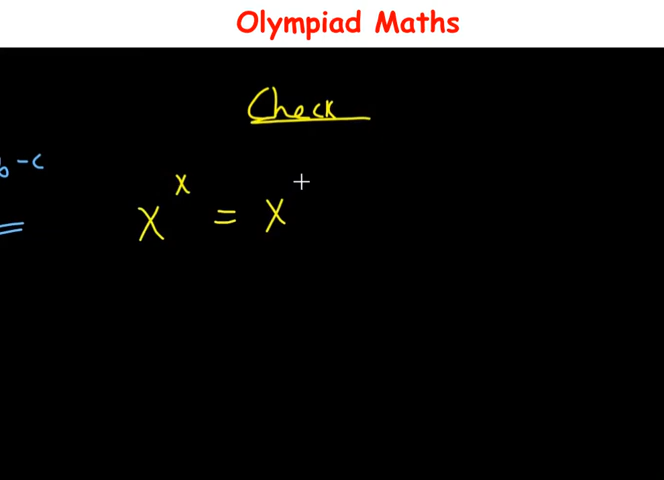 Olympiad Maths
Check
b - c
x^x = x